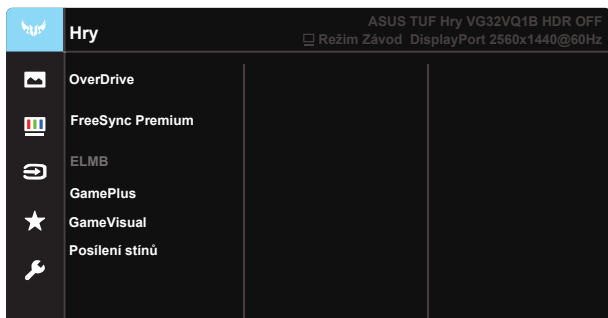 Hry
ASUS TUF Hry VG32VQ1B HDR OFF
Režim Závod DisplayPort 2560x1440@60Hz
OverDrive
FreeSync Premium
ELMB
GamePlus
GameVisual
Posílení stínů